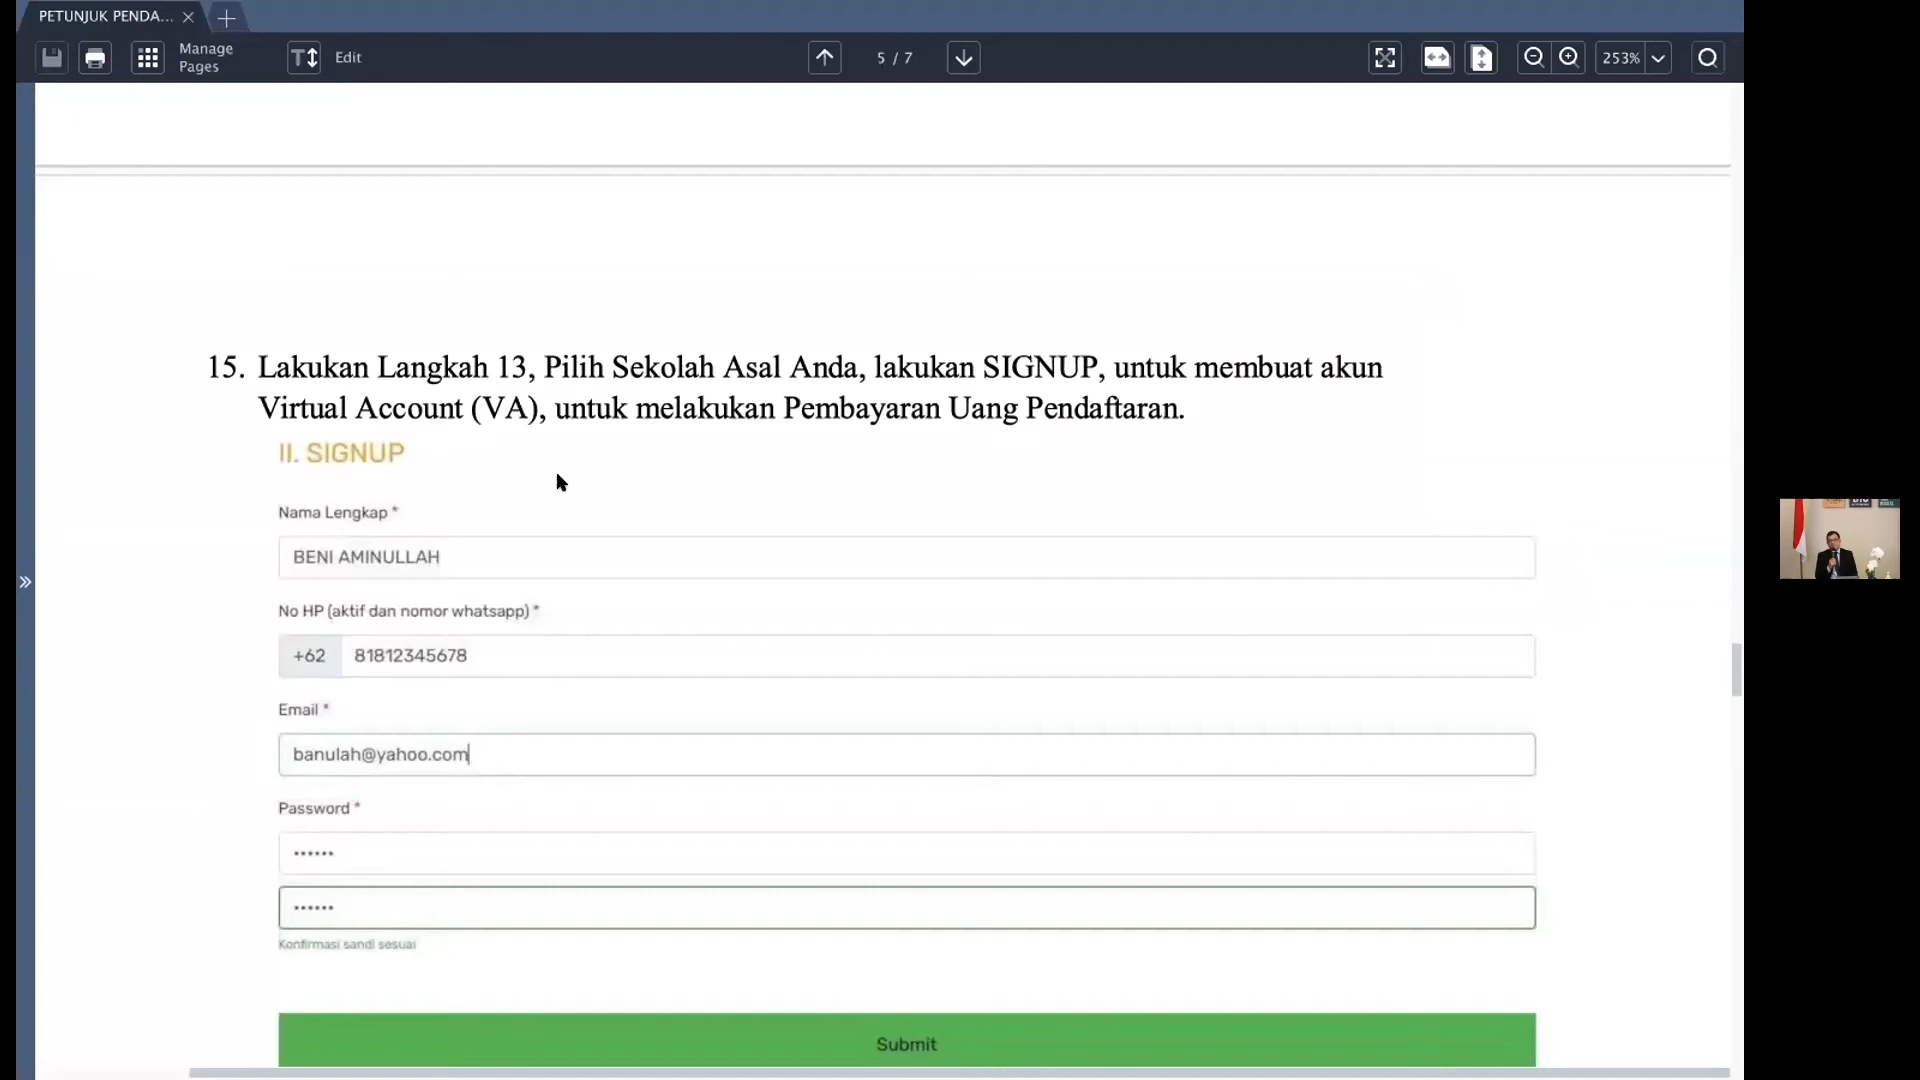 PETUNJUK PENDA...
Manage
Pages
Edit
5 / 7
253%
15. Lakukan Langkah 13, Pilih Sekolah Asal Anda, lakukan SIGNUP, untuk membuat akun
Virtual Account (VA), untuk melakukan Pembayaran Uang Pendaftaran.
II. SIGNUP
Nama Lengkap *
BENI AMINULLAH
No HP (aktif dan nomor whatsapp) *
+62 81812345678
Email *
banulah@yahoo.com
Password *
••••••
••••••
Konfirmasi sandi sesuai
Submit